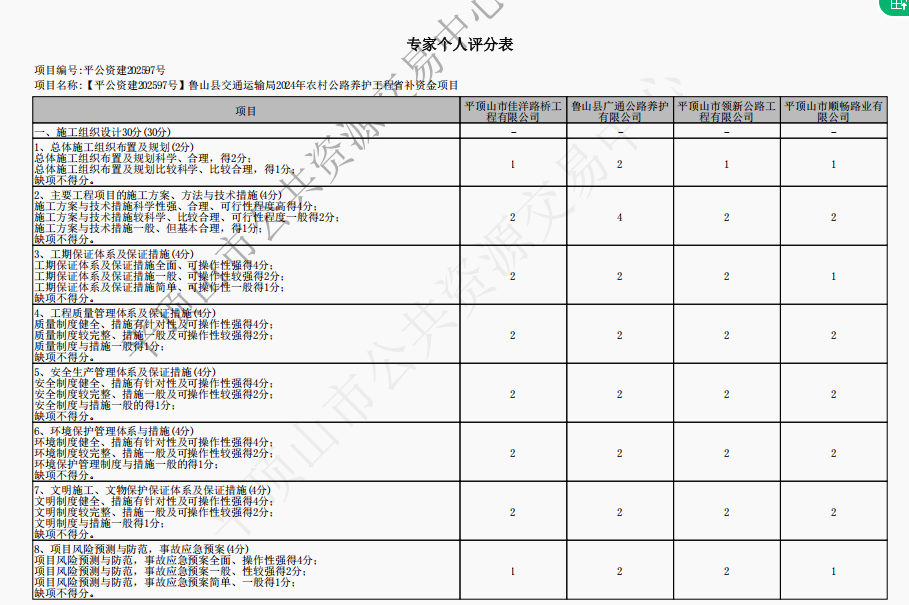 专家个人评分表
项目编号:平公资建202597号
项目名称:【平公资建202597号】鲁山县交通运输局2024年农村公路养护工程省补资金项目
项目 平顶山市佳洋路桥工 鲁山县广通公路养护 平顶山市领新公路工 平顶山市顺畅路业有
程有限公司 有限公司 程有限公司 限公司
一、施工组织设计30分(30分) - - - -
1、总体施工组织布置及规划(2分)
总体施工组织布置及规划科学、合理，得2分;
总体施工组织布置及规划比较科学、比较合理，得1分;
缺项不得分。
1 2 1 1
2、主要工程项目的施工方案、方法与技术措施(4分)
施工方案与技术措施科学性强、合理、可行性程度高得4分;
施工方案与技术措施较科学、比较合理、可行性程度一般得2分;
施工方案与技术措施一般、但基本合理，得1分;
缺项不得分。
2 4 2 2
3、工期保证体系及保证措施(4分)
工期保证体系及保证措施全面、可操作性强得4分;
工期保证体系及保证措施一般、可操作性较强得2分;
工期保证体系及保证措施简单、可操作性一般得1分;
缺项不得分。
2 2 2 1
4、工程质量管理体系及保证措施(4分)
质量制度健全、措施有针对性及可操作性强得4分;
质量制度较完整、措施一般及可操作性较强得2分;
质量制度与措施一般得1分;
缺项不得分。
2 2 2 2
5、安全生产管理体系及保证措施(4分)
安全制度健全、措施有针对性及可操作性强得4分;
安全制度较完整、措施一般及可操作性较强得2分;
安全制度与措施一般的得1分;
缺项不得分。
2 2 2 2
6、环境保护管理体系与措施(4分)
环境制度健全、措施有针对性及可操作性强得4分;
环境制度较完整、措施一般及可操作性较强得2分;
环境保护管理制度与措施一般的得1分;
缺项不得分。
2 2 2 2
7、文明施工、文物保护保证体系及保证措施(4分)
文明制度健全、措施有针对性及可操作性强得4分;
文明制度较完整、措施一般及可操作性较强得2分;
文明制度与措施一般得1分;
缺项不得分。
2 2 2 2
8、项目风险预测与防范，事故应急预案(4分)
项目风险预测与防范，事故应急预案全面、操作性强得4分;
项目风险预测与防范，事故应急预案一般、性较强得2分;
项目风险预测与防范，事故应急预案简单、一般得1分;
缺项不得分。
1 2 2 1
平顶山市公共资源交易中心
平顶山市公共资源交易中心